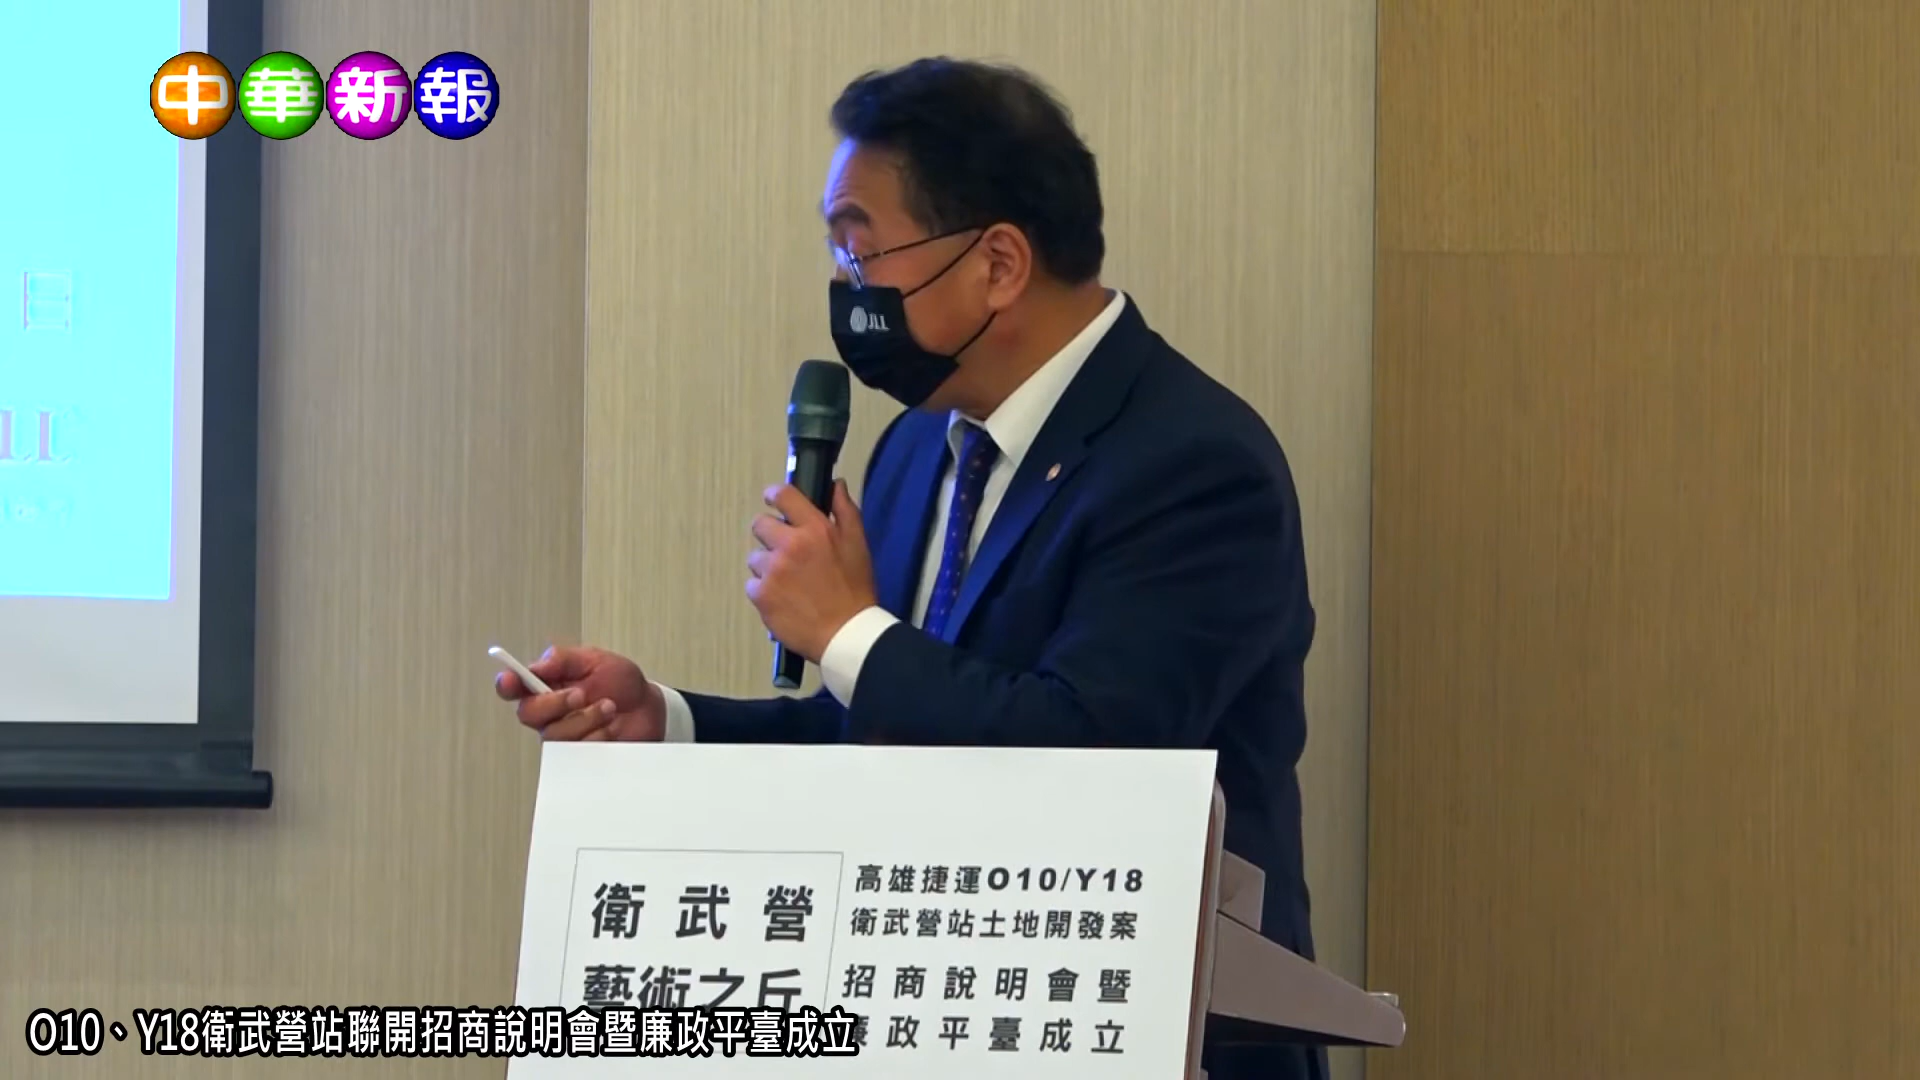 中華新報
日
JLL
衛武營
藝術之丘
高雄捷運O10/Y18
衛武營站土地開發案
招商說明會暨
廉政平臺成立
O10、Y18衛武營站聯開招商說明會暨廉政平臺成立